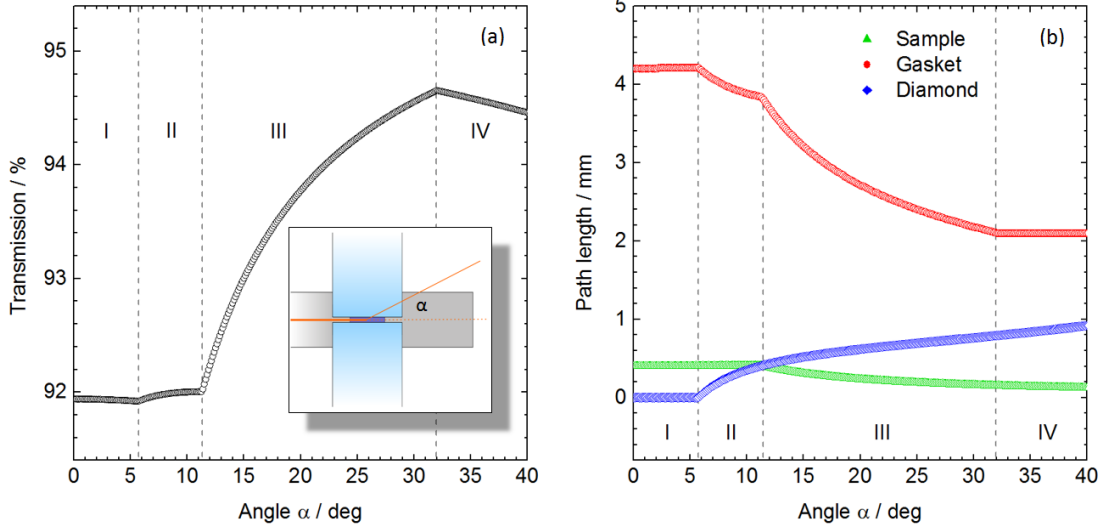 (a)
95
94
93
92
Transmission / %
I
II
III
IV
α
0
5
10
15
20
25
30
35
40
Angle α / deg
(b)
5
4
2
1
0
Path length / mm
Sample
Gasket
Diamond
I
II
III
IV
0
5
10
15
20
25
30
35
40
Angle α / deg